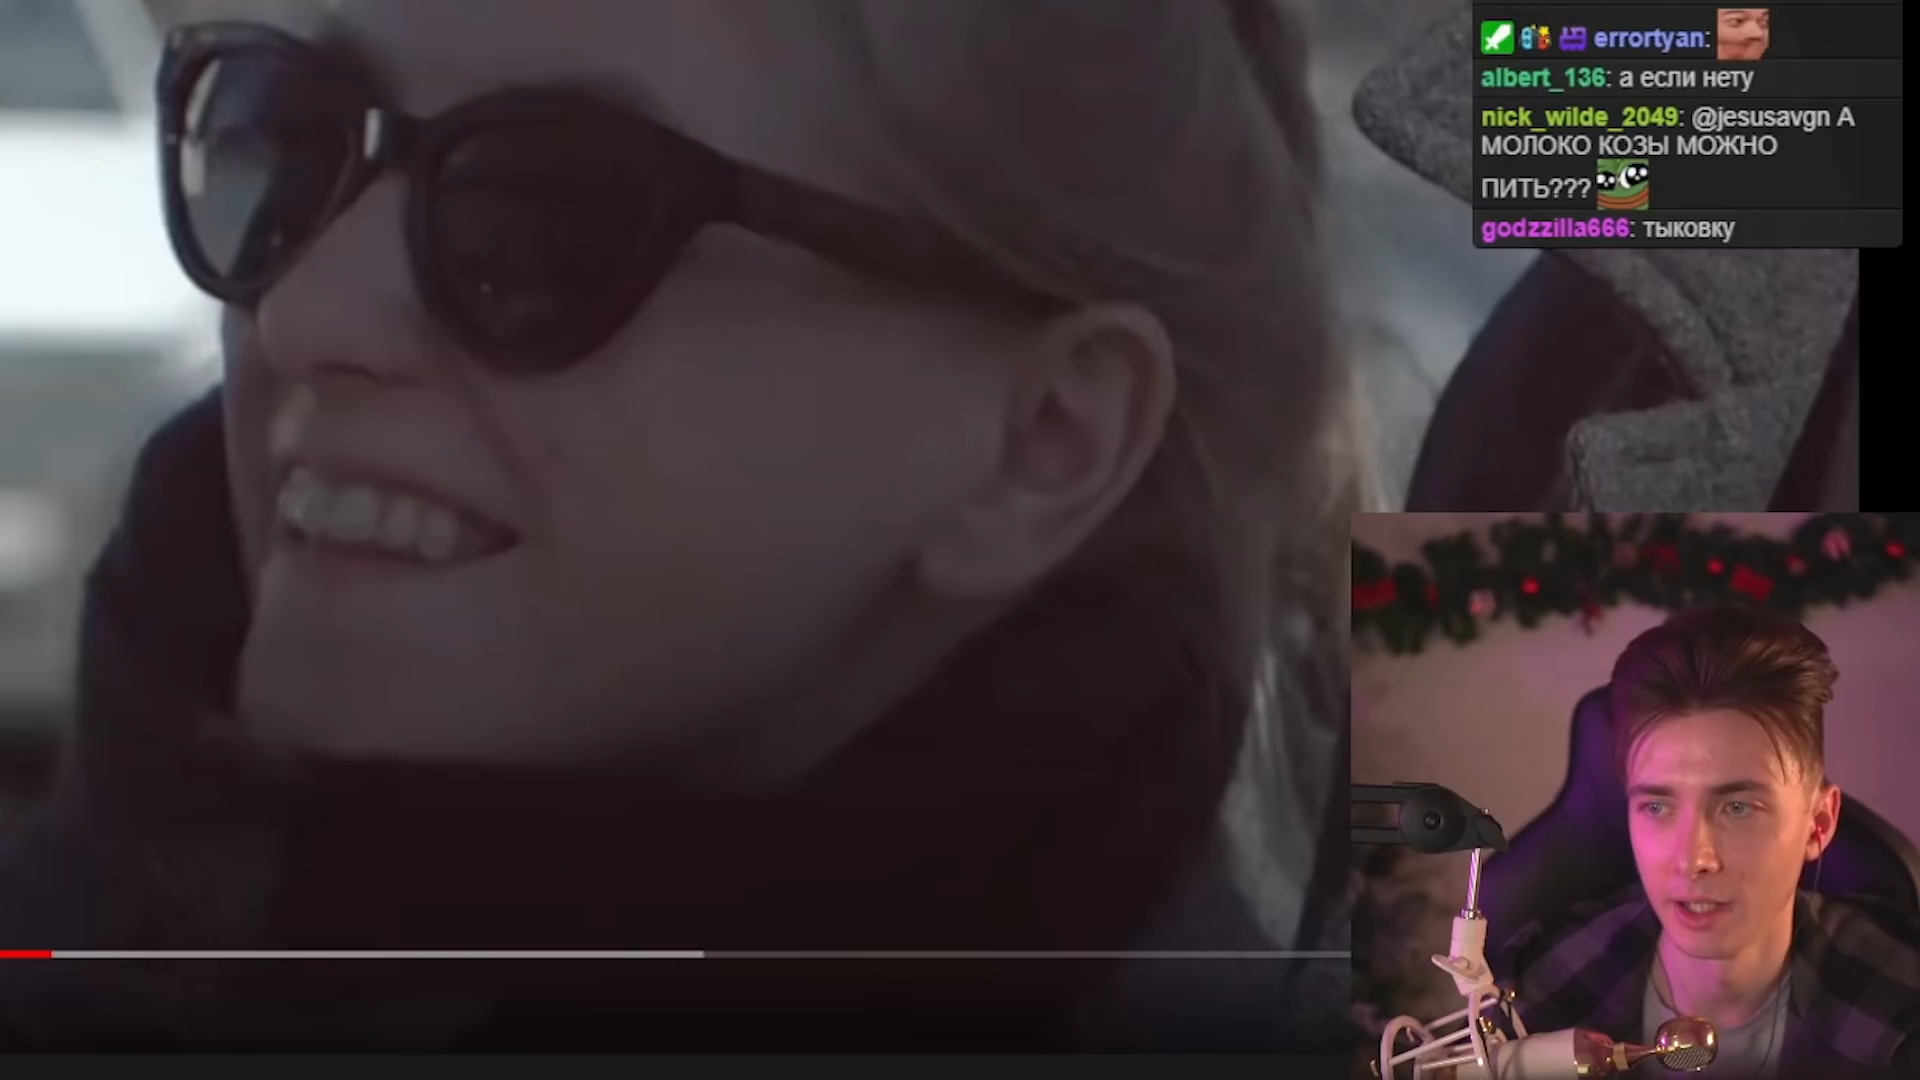 errortyan:
albert_136: а если нету
nick_wilde_2049: @jesusavgn А
МОЛОКО КОЗЫ МОЖНО
ПИТЬ???
godzzilla666: тыковку